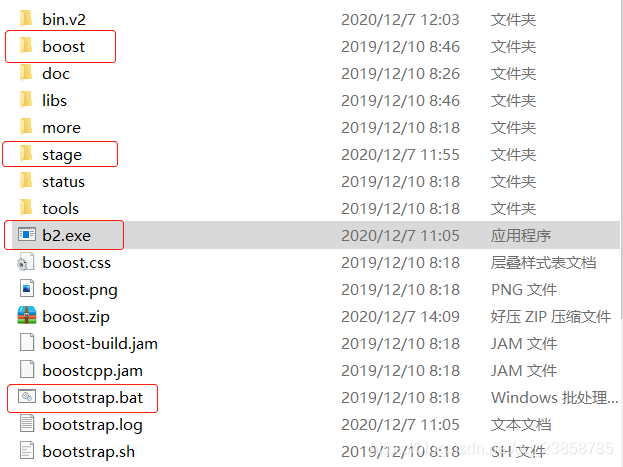 bin.v2 2020/12/7 12:03 文件夹
boost 2019/12/10 8:46 文件夹
doc 2019/12/10 8:26 文件夹
libs 2019/12/10 8:46 文件夹
more 2019/12/10 8:18 文件夹
stage 2020/12/7 11:55 文件夹
status 2019/12/10 8:18 文件夹
tools 2019/12/10 8:18 文件夹
b2.exe 2020/12/7 11:05 应用程序
boost.css 2019/12/10 8:18 层叠样式表文档
boost.png 2019/12/10 8:18 PNG 文件
boost.zip 2020/12/7 14:09 好压 ZIP 压缩文件
boost-build.jam 2019/12/10 8:18 JAM 文件
boostcpp.jam 2019/12/10 8:18 JAM 文件
bootstrap.bat 2019/12/10 8:18 Windows 批处理...
bootstrap.log 2020/12/7 11:05 文本文档
bootstrap.sh 2019/12/10 8:18 SH 文件